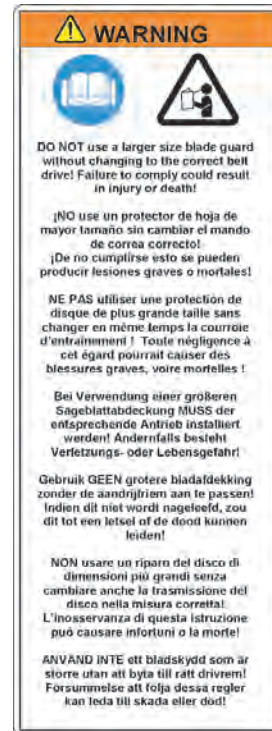 WARNING
DO NOT use a larger size blade guard
without changing to the correct belt
drive! Failure to comply could result
in injury or death!
¡NO use un protector de hoja de
mayor tamaño sin cambiar el mando
de correa correcto!
¡De no cumplirse esto se pueden
producir lesiones graves o mortales!
NE PAS utiliser une protection de
disque de plus grande taille sans
changer en même temps la courroie
d'entraînement ! Toute négligence à
cet égard pourrait causer des
blessures graves, voire mortelles !
Bei Verwendung einer größeren
Sägeblattabdeckung MUSS der
entsprechende Antrieb installiert
werden! Andernfalls besteht
Verletzungs- oder Lebensgefahr!
Gebruik GEEN grotere bladafdekking
zonder de aandrijfriem aan te passen!
Indien dit niet wordt nageleefd, zou
dit tot een letsel of de dood kunnen
leiden!
NON usare un riparo del disco di
dimensioni più grandi senza
cambiare anche la trasmissione del
disco nella misura corretta!
L'inosservanza di questa istruzione
può causare infortuni o la morte!
ANVÄND INTE ett bladskydd som är
större utan att byta till rätt drivrem!
Försummelse att följa dessa regler
kan leda till skada eller död!